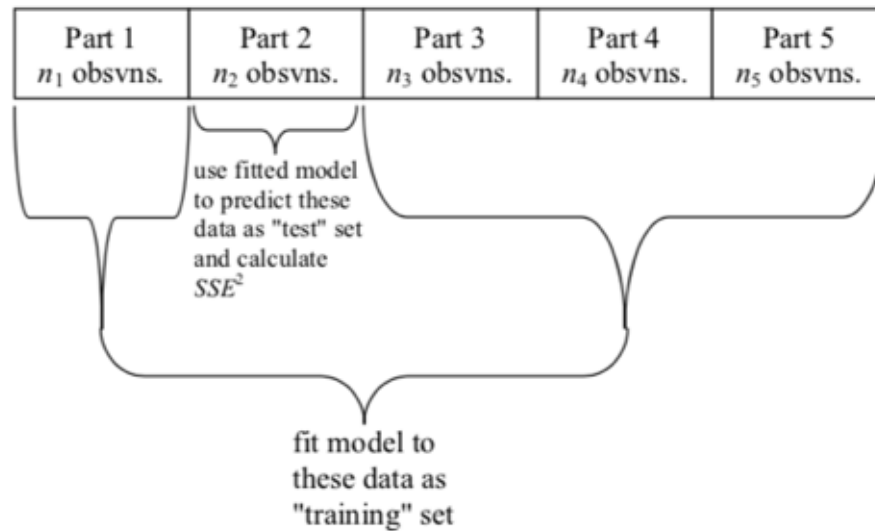 Part 1 Part 2 Part 3 Part 4 Part 5
n₁ obsvns. n₂ obsvns. n₃ obsvns. n₄ obsvns. n₅ obsvns.
use fitted model
to predict these
data as "test" set
and calculate
SSE²
fit model to
these data as
"training" set